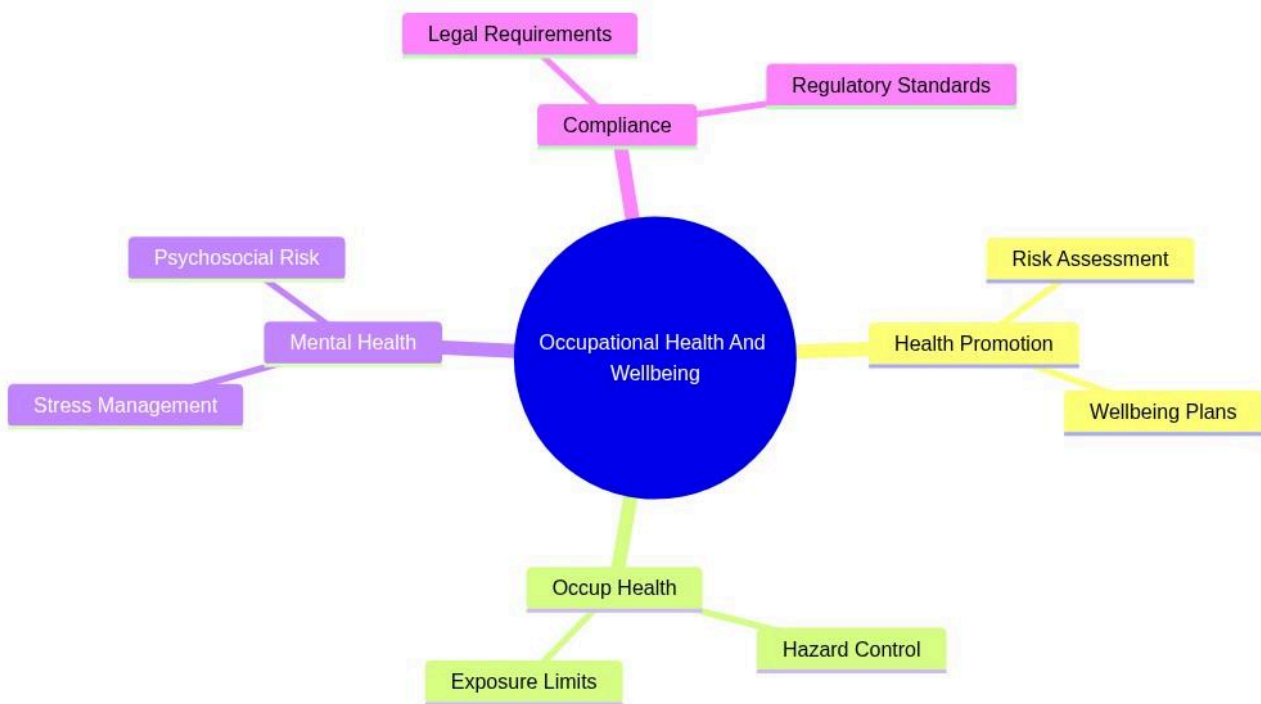 Legal Requirements
Regulatory Standards
Compliance
Psychosocial Risk
Risk Assessment
Mental Health
Occupational Health And
Wellbeing
Health Promotion
Stress Management
Wellbeing Plans
Occup Health
Hazard Control
Exposure Limits